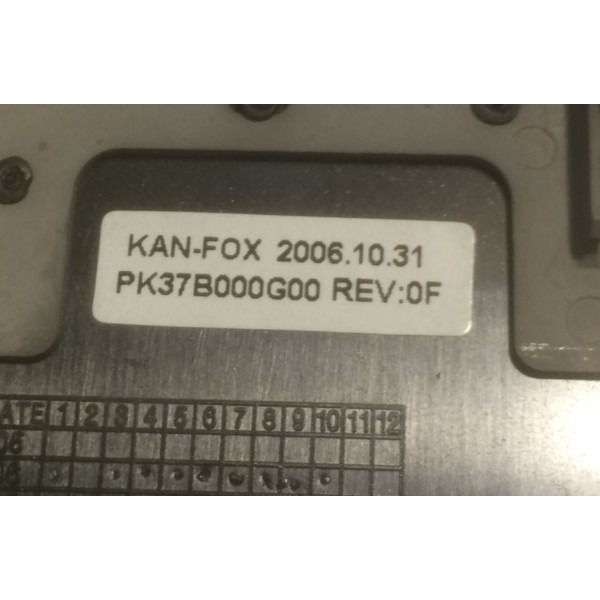 KAN-FOX 2006.10.31
PK37B000G00 REV:0F
ATE 1 2 3 4 5 6 7 8 9 10 11 12